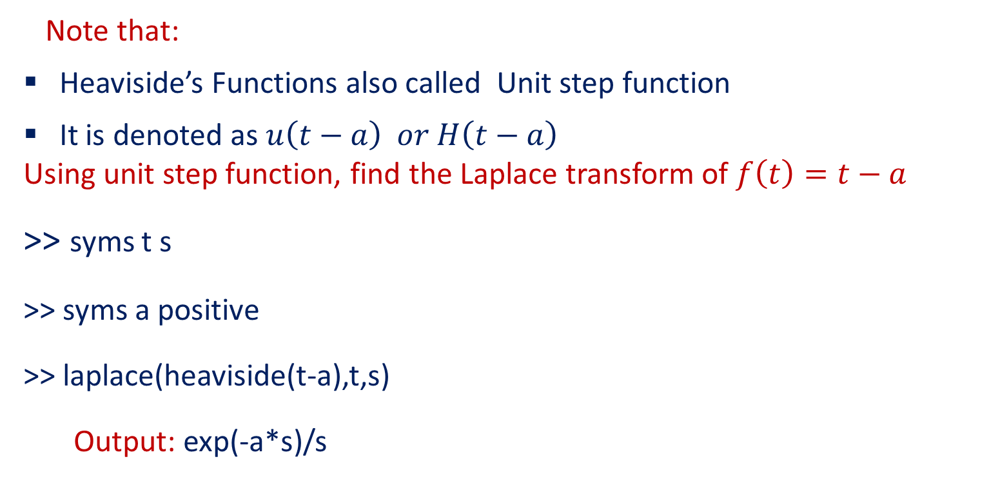 Note that:
▪ Heaviside’s Functions also called  Unit step function
▪ It is denoted as u(t − a)  or H(t − a)
Using unit step function, find the Laplace transform of f(t) = t − a
>> syms t s
>> syms a positive
>> laplace(heaviside(t-a),t,s)
Output: exp(-a*s)/s